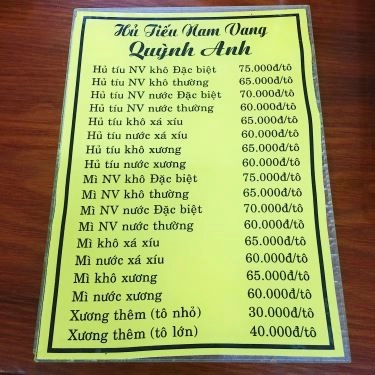 Hủ Tiếu Nam Vang
Quỳnh Anh
Hủ tíu NV khô Đặc biệt 75.000đ/tô
Hủ tíu NV khô thường 65.000đ/tô
Hủ tíu NV nước Đặc biệt 70.000đ/tô
Hủ tíu NV nước thường 60.000đ/tô
Hủ tíu khô xá xíu 65.000đ/tô
Hủ tíu nước xá xíu 60.000đ/tô
Hủ tíu khô xương 65.000đ/tô
Hủ tíu nước xương 60.000đ/tô
Mì NV khô Đặc biệt 75.000đ/tô
Mì NV khô thường 65.000đ/tô
Mì NV nước Đặc biệt 70.000đ/tô
Mì NV nước thường 60.000đ/tô
Mì khô xá xíu 65.000đ/tô
Mì nước xá xíu 60.000đ/tô
Mì khô xương 65.000đ/tô
Mì nước xương 60.000đ/tô
Xương thêm (tô nhỏ) 30.000đ/tô
Xương thêm (tô lớn) 40.000đ/tô